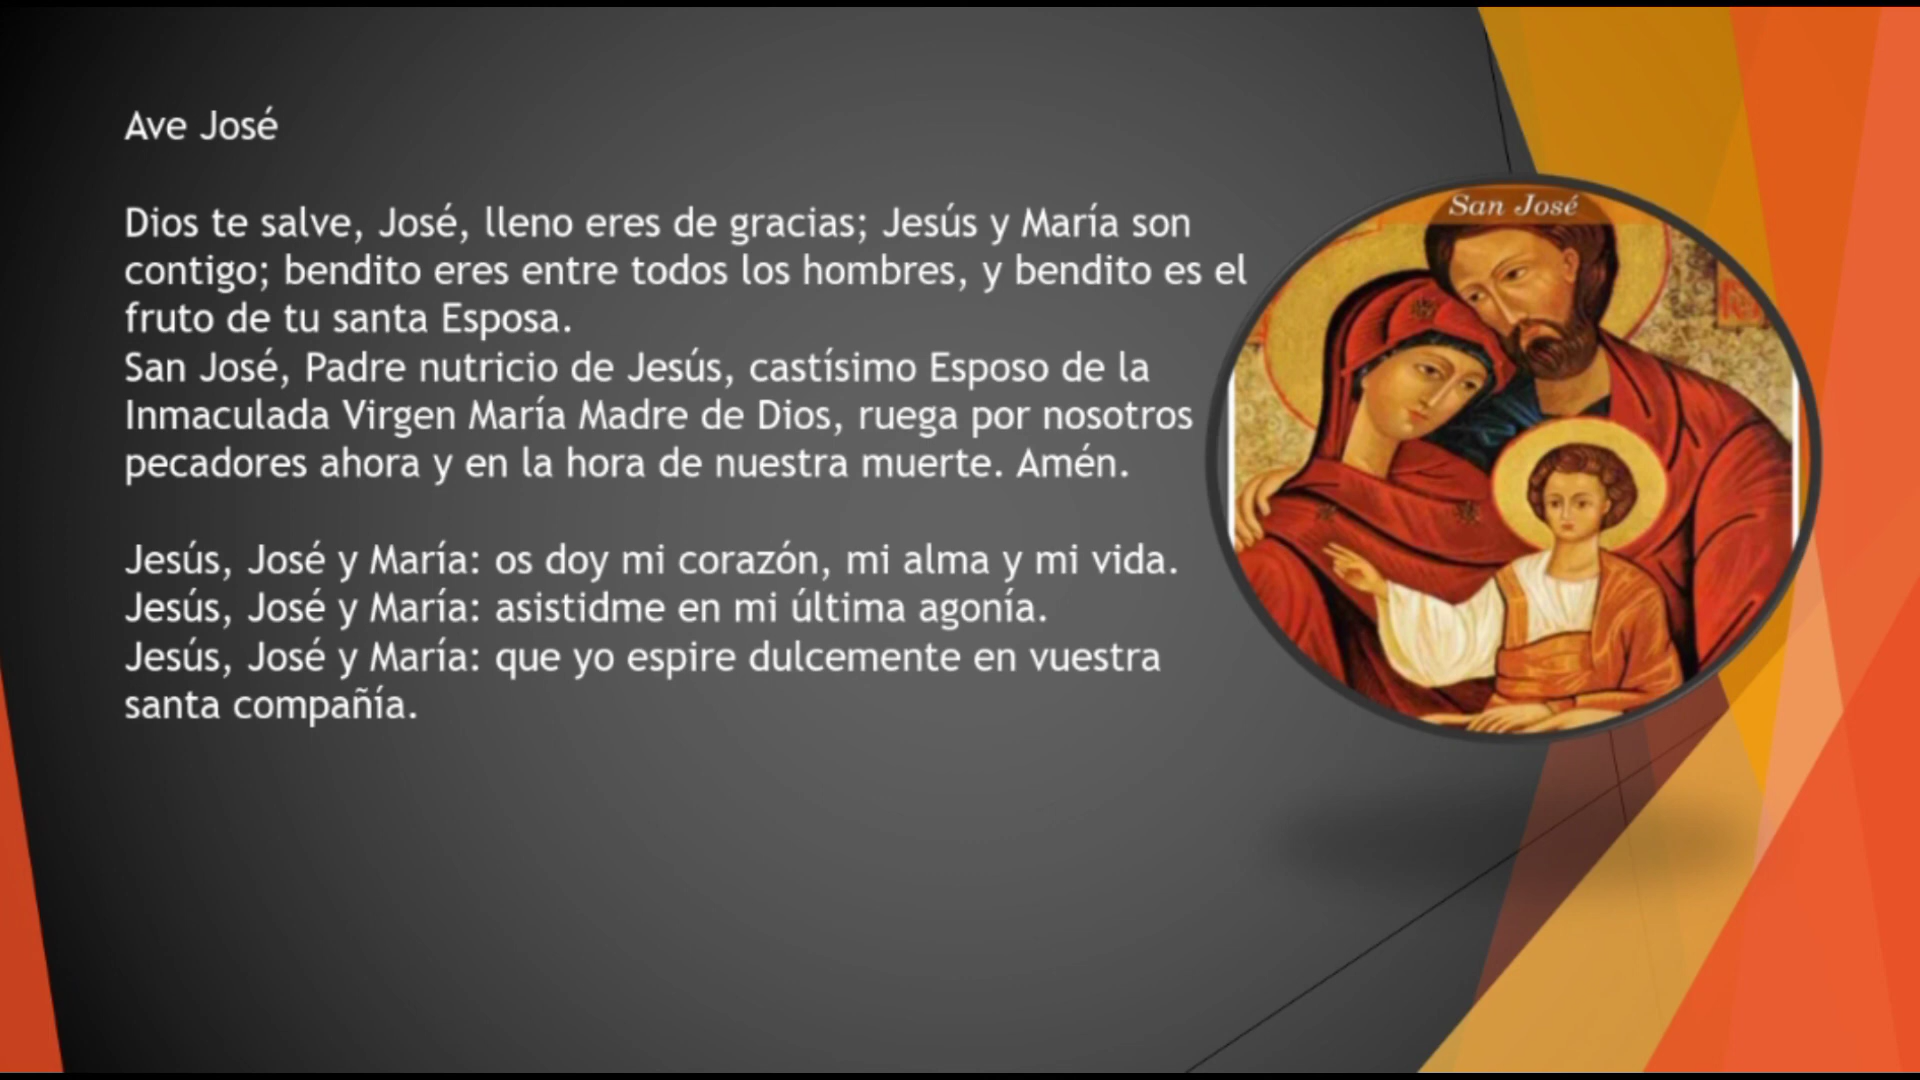 Ave José
Dios te salve, José, lleno eres de gracias; Jesús y María son
contigo; bendito eres entre todos los hombres, y bendito es el
fruto de tu santa Esposa.
San José, Padre nutricio de Jesús, castísimo Esposo de la
Inmaculada Virgen María Madre de Dios, ruega por nosotros
pecadores ahora y en la hora de nuestra muerte. Amén.
Jesús, José y María: os doy mi corazón, mi alma y mi vida.
Jesús, José y María: asistidme en mi última agonía.
Jesús, José y María: que yo espire dulcemente en vuestra
santa compañía.
San José